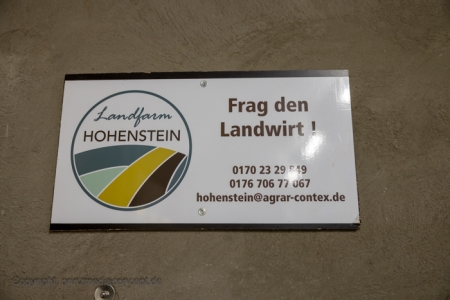 Landfarm
HOHENSTEIN
Frag den
Landwirt !
0170 23 29
0176 706 77 067
hohenstein@agrar-contex.de